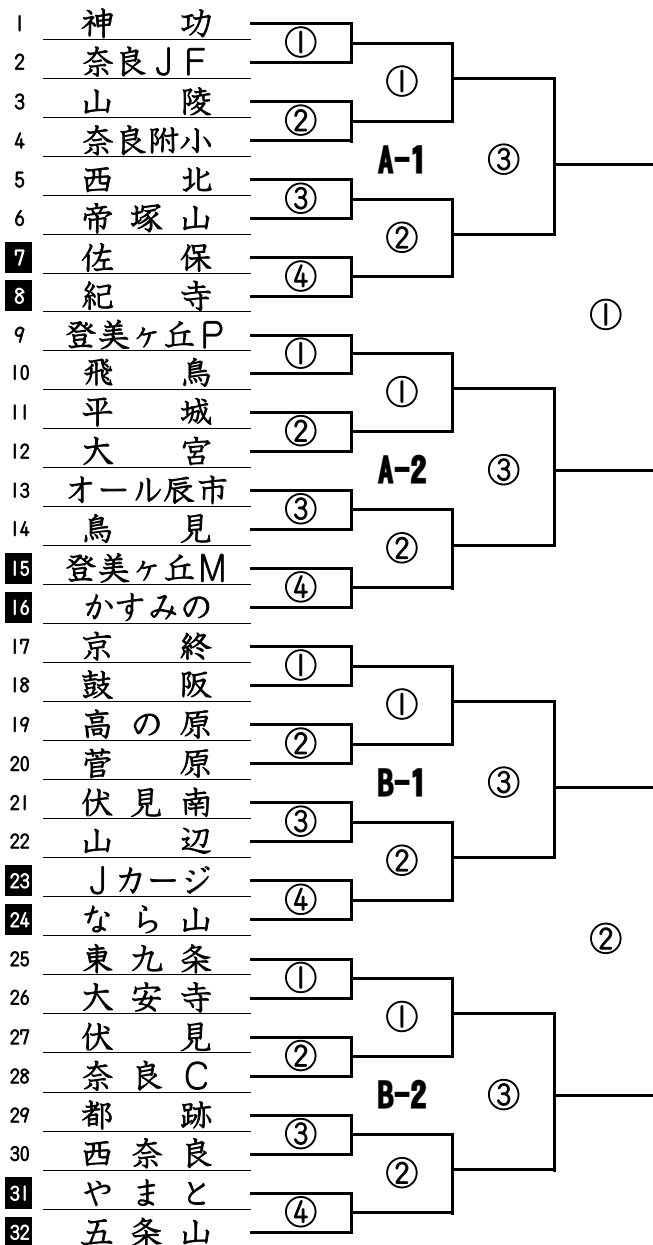 1 神功
①
2 奈良JF
①
3 山陵
②
4 奈良附小
A-1
③
5 西北
③
6 帝塚山
②
7 佐保
④
8 紀寺
①
9 登美ヶ丘P
①
10 飛鳥
①
11 平城
②
12 大宮
A-2
③
13 オール辰市
③
14 鳥見
②
15 登美ヶ丘M
④
16 かすみの
17 京終
①
18 鼓阪
①
19 高の原
②
20 菅原
B-1
③
21 伏見南
③
22 山辺
②
23 Jカージ
④
24 なら山
②
25 東九条
①
26 大安寺
①
27 伏見
②
28 奈良C
B-2
③
29 都跡
③
30 西奈良
②
31 やまと
④
32 五条山